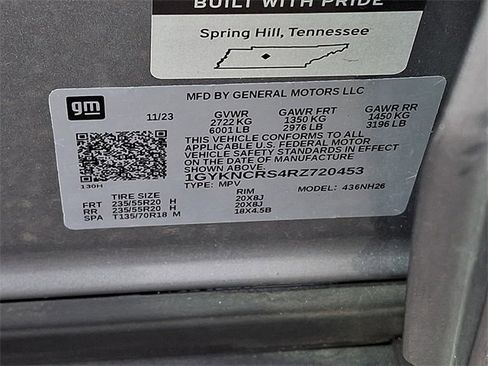 BUILT WITH PRIDE
Spring Hill, Tennessee
gm
MFD BY GENERAL MOTORS LLC
11/23 GVWR GAWR FRT GAWR RR
2722 KG 1350 KG 1450 KG
6001 LB 2976 LB 3196 LB
THIS VEHICLE CONFORMS TO ALL
APPLICABLE U.S. FEDERAL MOTOR
VEHICLE SAFETY STANDARDS IN EFFECT
ON THE DATE OF MANUFACTURE
SHOWN ABOVE.
1GYKNCRS4RZ720453
130H TYPE: MPV MODEL: 436NH26
TIRE SIZE RIM
FRT 235/55R20 H 20X8J
RR 235/55R20 H 20X8J
SPA T135/70R18 M 18X4.5B